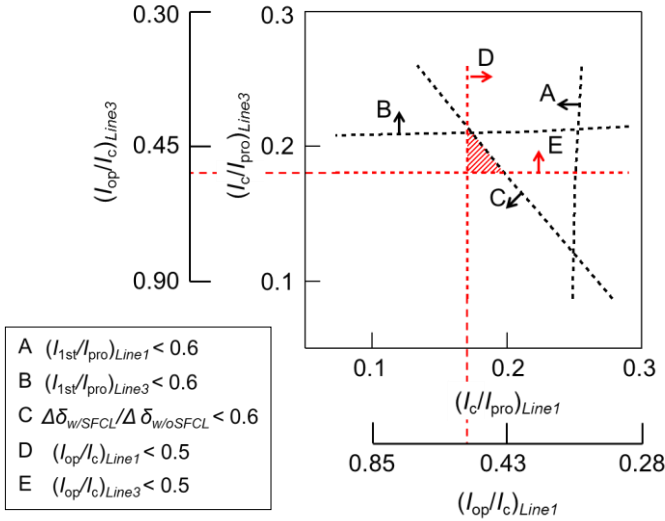 0.30
0.45
0.90
(Iop/Ic)Line3
0.3
0.2
0.1
(Ic/Ipro)Line3
D
A
B
E
C
0.1
0.2
0.3
(Ic/Ipro)Line1
0.85
0.43
0.28
(Iop/Ic)Line1
A (I1st/Ipro)Line1 < 0.6
B (I1st/Ipro)Line3 < 0.6
C Δδw/SFCL/Δ δw/oSFCL < 0.6
D (Iop/Ic)Line1 < 0.5
E (Iop/Ic)Line3 < 0.5